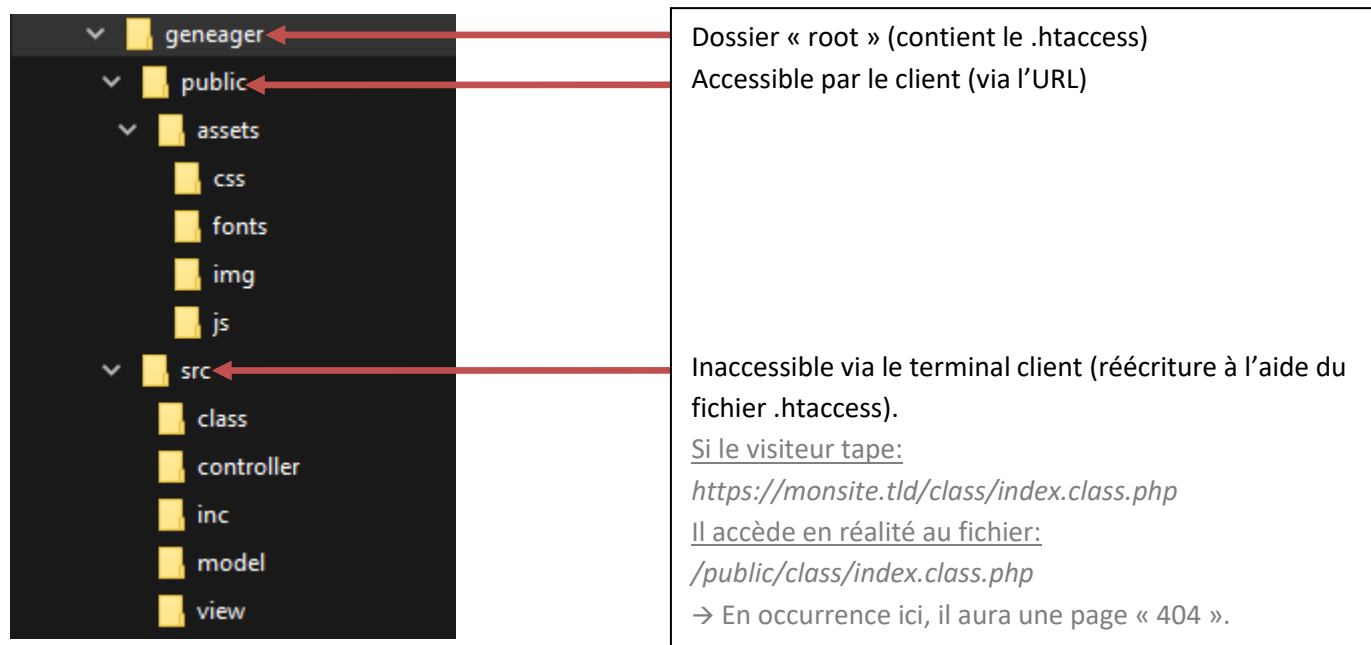 geneager
public
assets
css
fonts
img
js
src
class
controller
inc
model
view
Dossier « root » (contient le .htaccess)
Accessible par le client (via l’URL)
Inaccessible via le terminal client (réécriture à l’aide du
fichier .htaccess).
Si le visiteur tape:
https://monsite.tld/class/index.class.php
Il accède en réalité au fichier:
/public/class/index.class.php
→ En occurrence ici, il aura une page « 404 ».